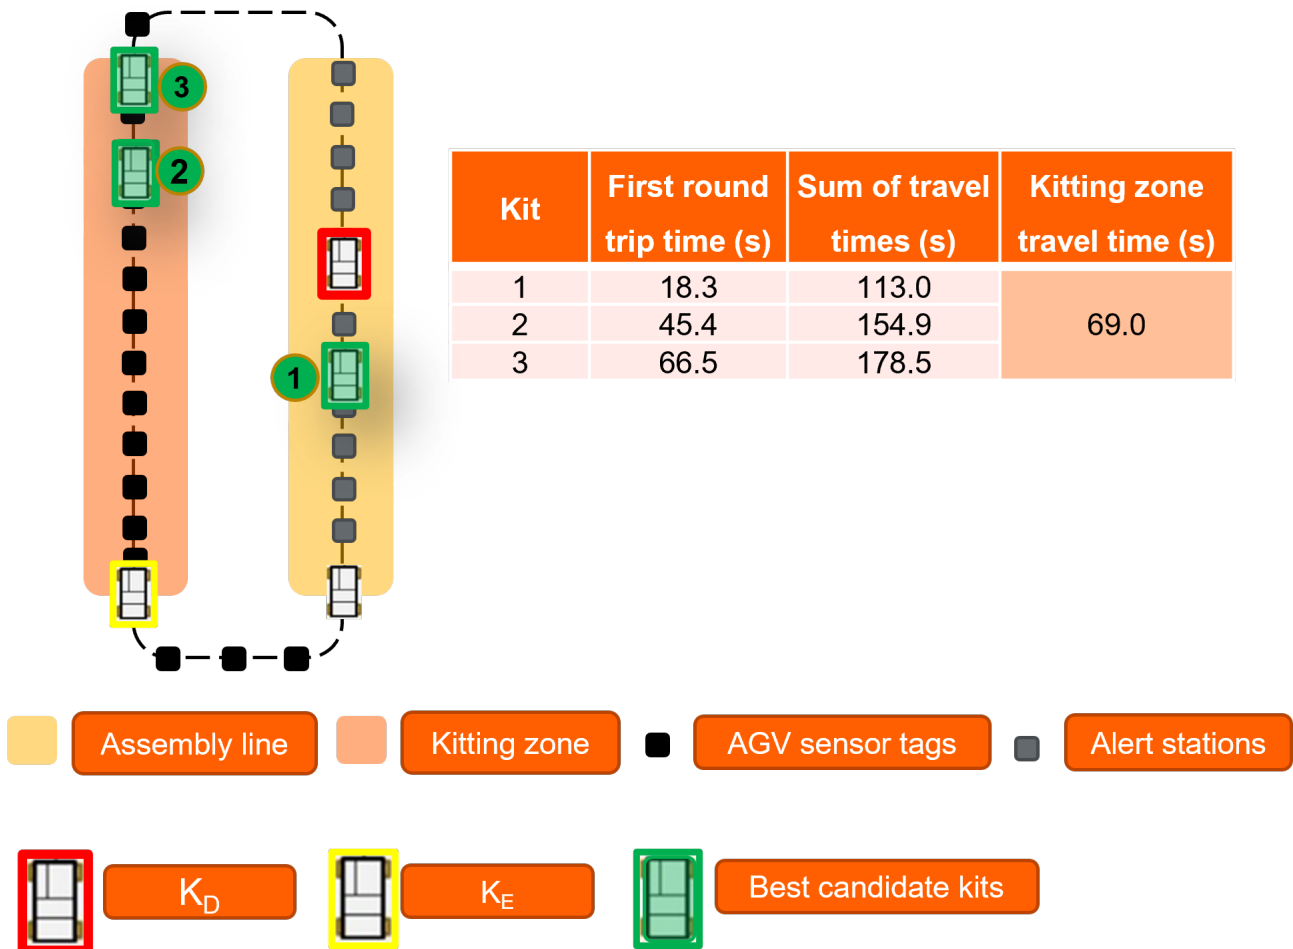 3
2
1
Kit
First round
trip time (s)
Sum of travel
times (s)
Kitting zone
travel time (s)
1 18.3 113.0
2 45.4 154.9 69.0
3 66.5 178.5
Assembly line
Kitting zone
AGV sensor tags
Alert stations
K_D
K_E
Best candidate kits